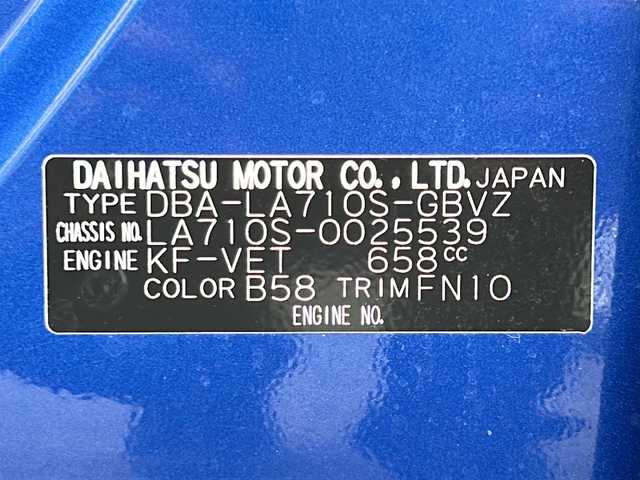 DAIHATSU MOTOR CO.,LTD. JAPAN
TYPE DBA-LA710S-GBVZ
CHASSIS NO. LA710S-0025539
ENGINE KF-VET 658cc
COLOR B58 TRIM FN10
ENGINE NO.